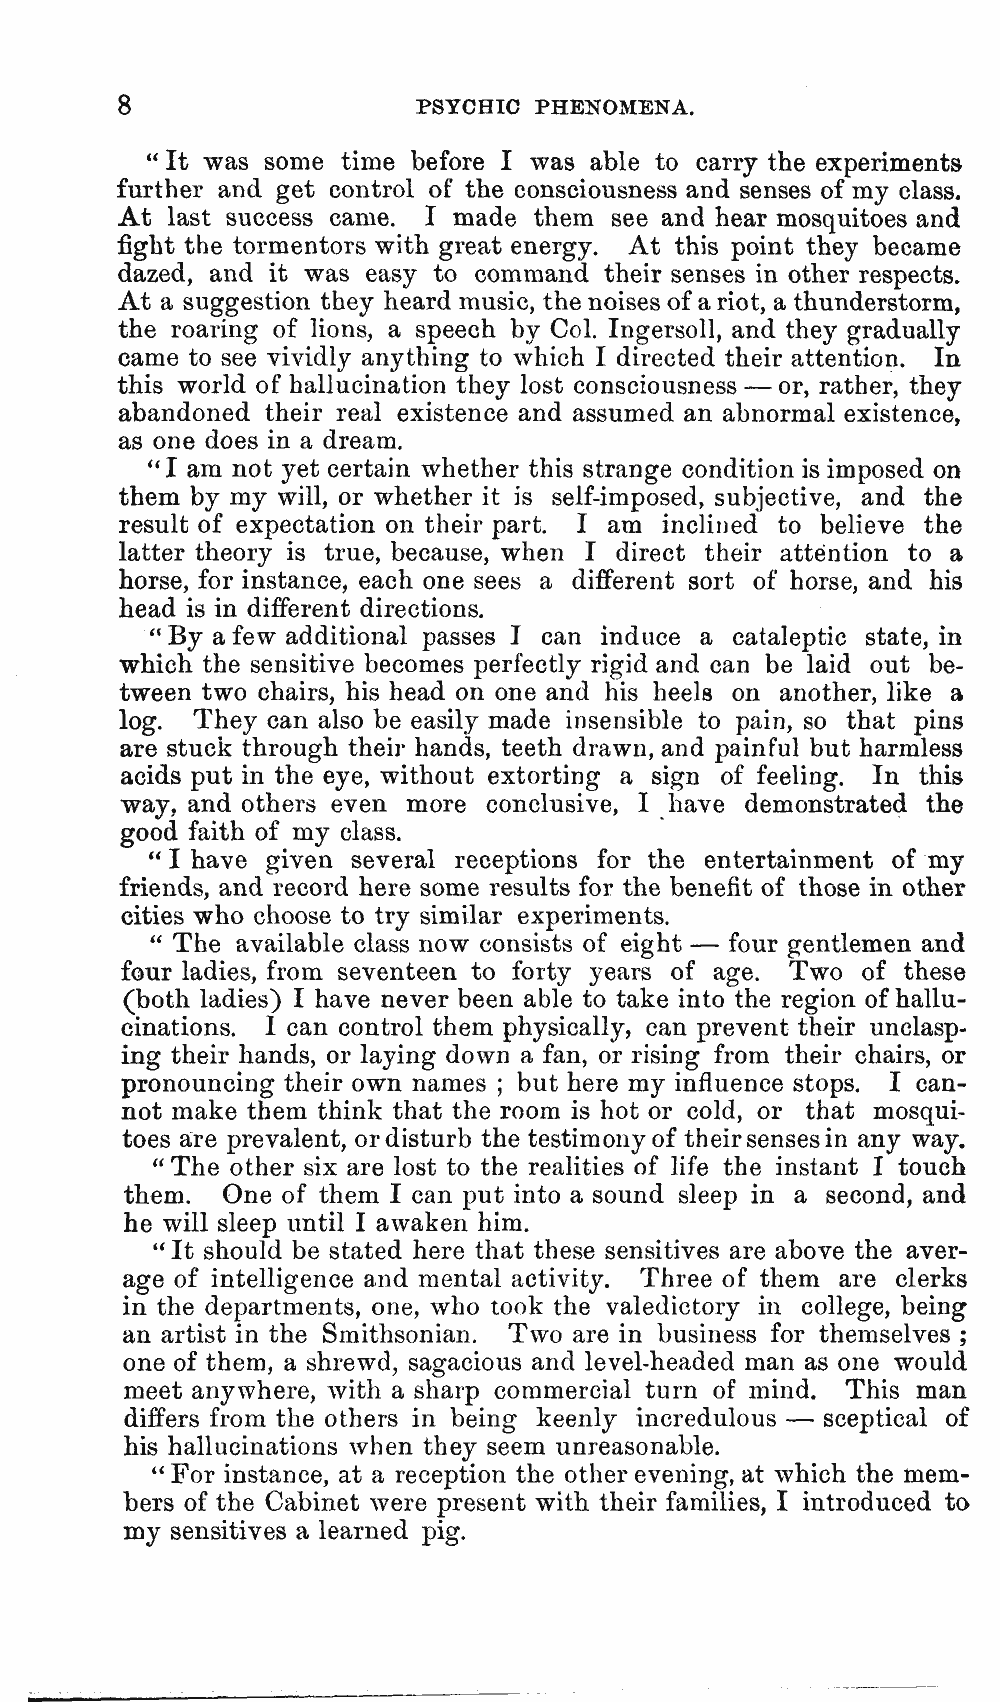 8 PSYCHIC PHENOMENA.
“It was some time before I was able to carry the experiments
further and get control of the consciousness and senses of my class.
At last success came. I made them see and hear mosquitoes and
fight the tormentors with great energy. At this point they became
dazed, and it was easy to command their senses in other respects.
At a suggestion they heard music, the noises of a riot, a thunderstorm,
the roaring of lions, a speech by Col. Ingersoll, and they gradually
came to see vividly anything to which I directed their attention. In
this world of hallucination they lost consciousness — or, rather, they
abandoned their real existence and assumed an abnormal existence,
as one does in a dream.
“I am not yet certain whether this strange condition is imposed on
them by my will, or whether it is self-imposed, subjective, and the
result of expectation on their part. I am inclined to believe the
latter theory is true, because, when I direct their attention to a
horse, for instance, each one sees a different sort of horse, and his
head is in different directions.
“By a few additional passes I can induce a cataleptic state, in
which the sensitive becomes perfectly rigid and can be laid out be-
tween two chairs, his head on one and his heels on another, like a
log. They can also be easily made insensible to pain, so that pins
are stuck through their hands, teeth drawn, and painful but harmless
acids put in the eye, without extorting a sign of feeling. In this
way, and others even more conclusive, I have demonstrated the
good faith of my class.
“I have given several receptions for the entertainment of my
friends, and record here some results for the benefit of those in other
cities who choose to try similar experiments.
“The available class now consists of eight — four gentlemen and
four ladies, from seventeen to forty years of age. Two of these
(both ladies) I have never been able to take into the region of hallu-
cinations. I can control them physically, can prevent their unclasp-
ing their hands, or laying down a fan, or rising from their chairs, or
pronouncing their own names ; but here my influence stops. I can-
not make them think that the room is hot or cold, or that mosqui-
toes are prevalent, or disturb the testimony of their senses in any way.
“The other six are lost to the realities of life the instant I touch
them. One of them I can put into a sound sleep in a second, and
he will sleep until I awaken him.
“It should be stated here that these sensitives are above the aver-
age of intelligence and mental activity. Three of them are clerks
in the departments, one, who took the valedictory in college, being
an artist in the Smithsonian. Two are in business for themselves ;
one of them, a shrewd, sagacious and level-headed man as one would
meet anywhere, with a sharp commercial turn of mind. This man
differs from the others in being keenly incredulous — sceptical of
his hallucinations when they seem unreasonable.
“For instance, at a reception the other evening, at which the mem-
bers of the Cabinet were present with their families, I introduced to
my sensitives a learned pig.